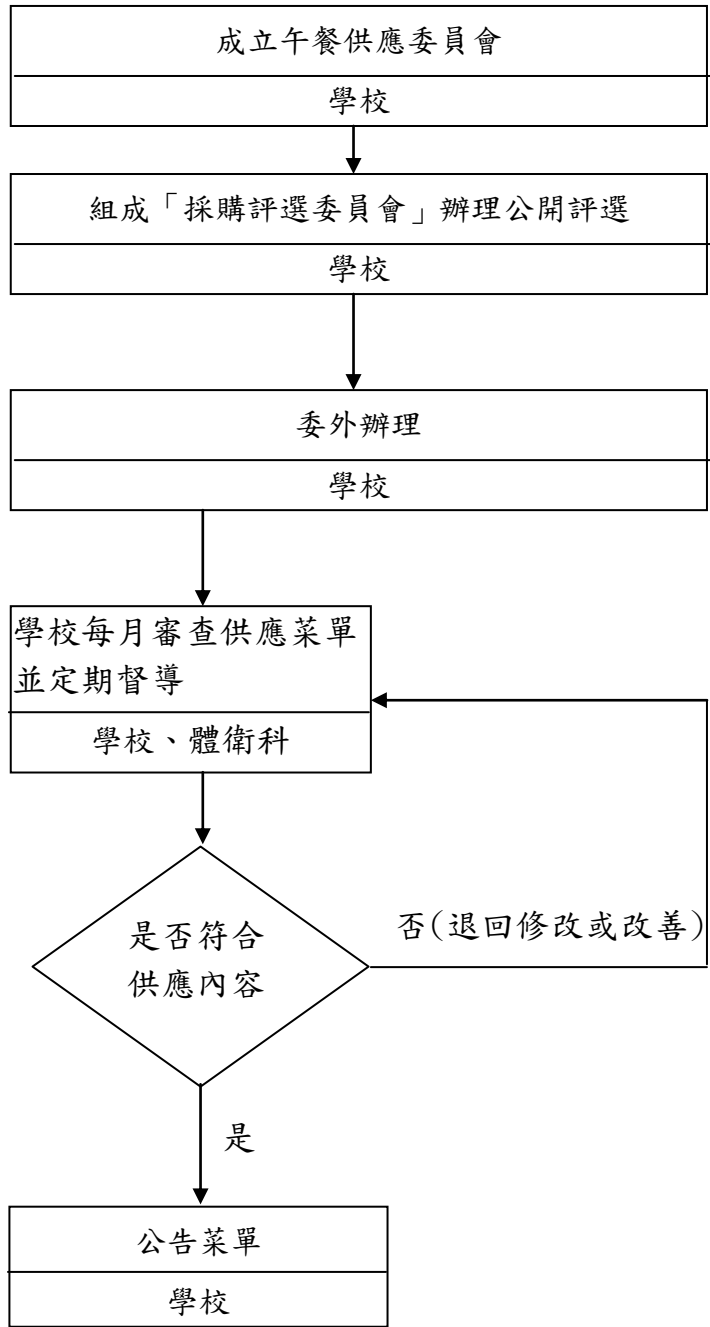 成立午餐供應委員會
學校
組成「採購評選委員會」辦理公開評選
學校
委外辦理
學校
學校每月審查供應菜單
並定期督導
學校、體衛科
是否符合
供應內容
否(退回修改或改善)
是
公告菜單
學校